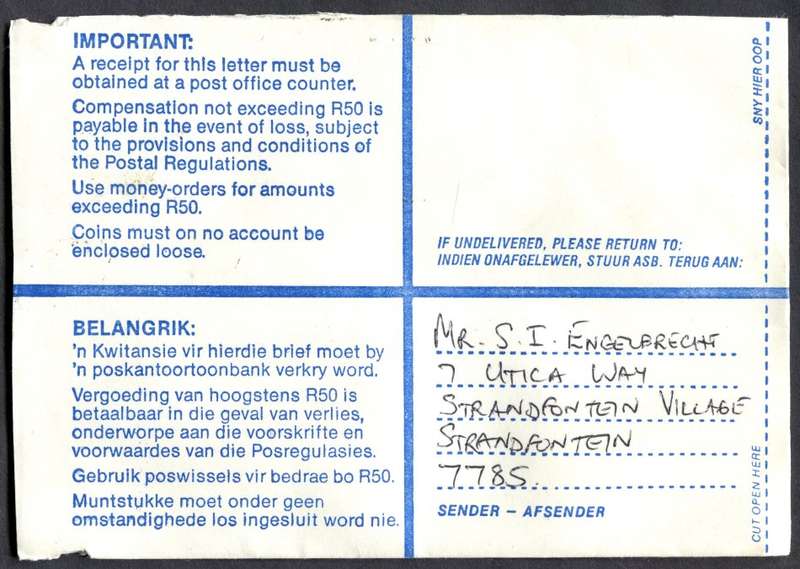 IMPORTANT:
A receipt for this letter must be
obtained at a post office counter.
Compensation not exceeding R50 is
payable in the event of loss, subject
to the provisions and conditions of
the Postal Regulations.
Use money-orders for amounts
exceeding R50.
Coins must on no account be
enclosed loose.
IF UNDELIVERED, PLEASE RETURN TO:
INDIEN ONAFGELEWER, STUUR ASB. TERUG AAN:
SNY HIER OOP
BELANGRIK:
'n Kwitansie vir hierdie brief moet by
'n poskantoortoonbank verkry word.
Vergoeding van hoogstens R50 is
betaalbaar in die geval van verlies,
onderworpe aan die voorskrifte en
voorwaardes van die Posregulasies.
Gebruik poswissels vir bedrae bo R50.
Muntstukke moet onder geen
omstandighede los ingesluit word nie.
MR. S. I. ENGELBRECHT
7 UTICA WAY
STRANDFONTEIN VILLAGE
STRANDFONTEIN
7785.
SENDER – AFSENDER
CUT OPEN HERE